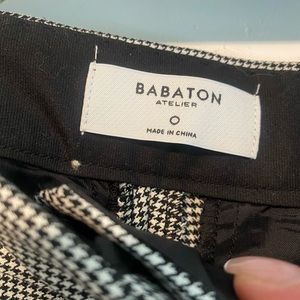 BABATON
ATELIER
0
MADE IN CHINA